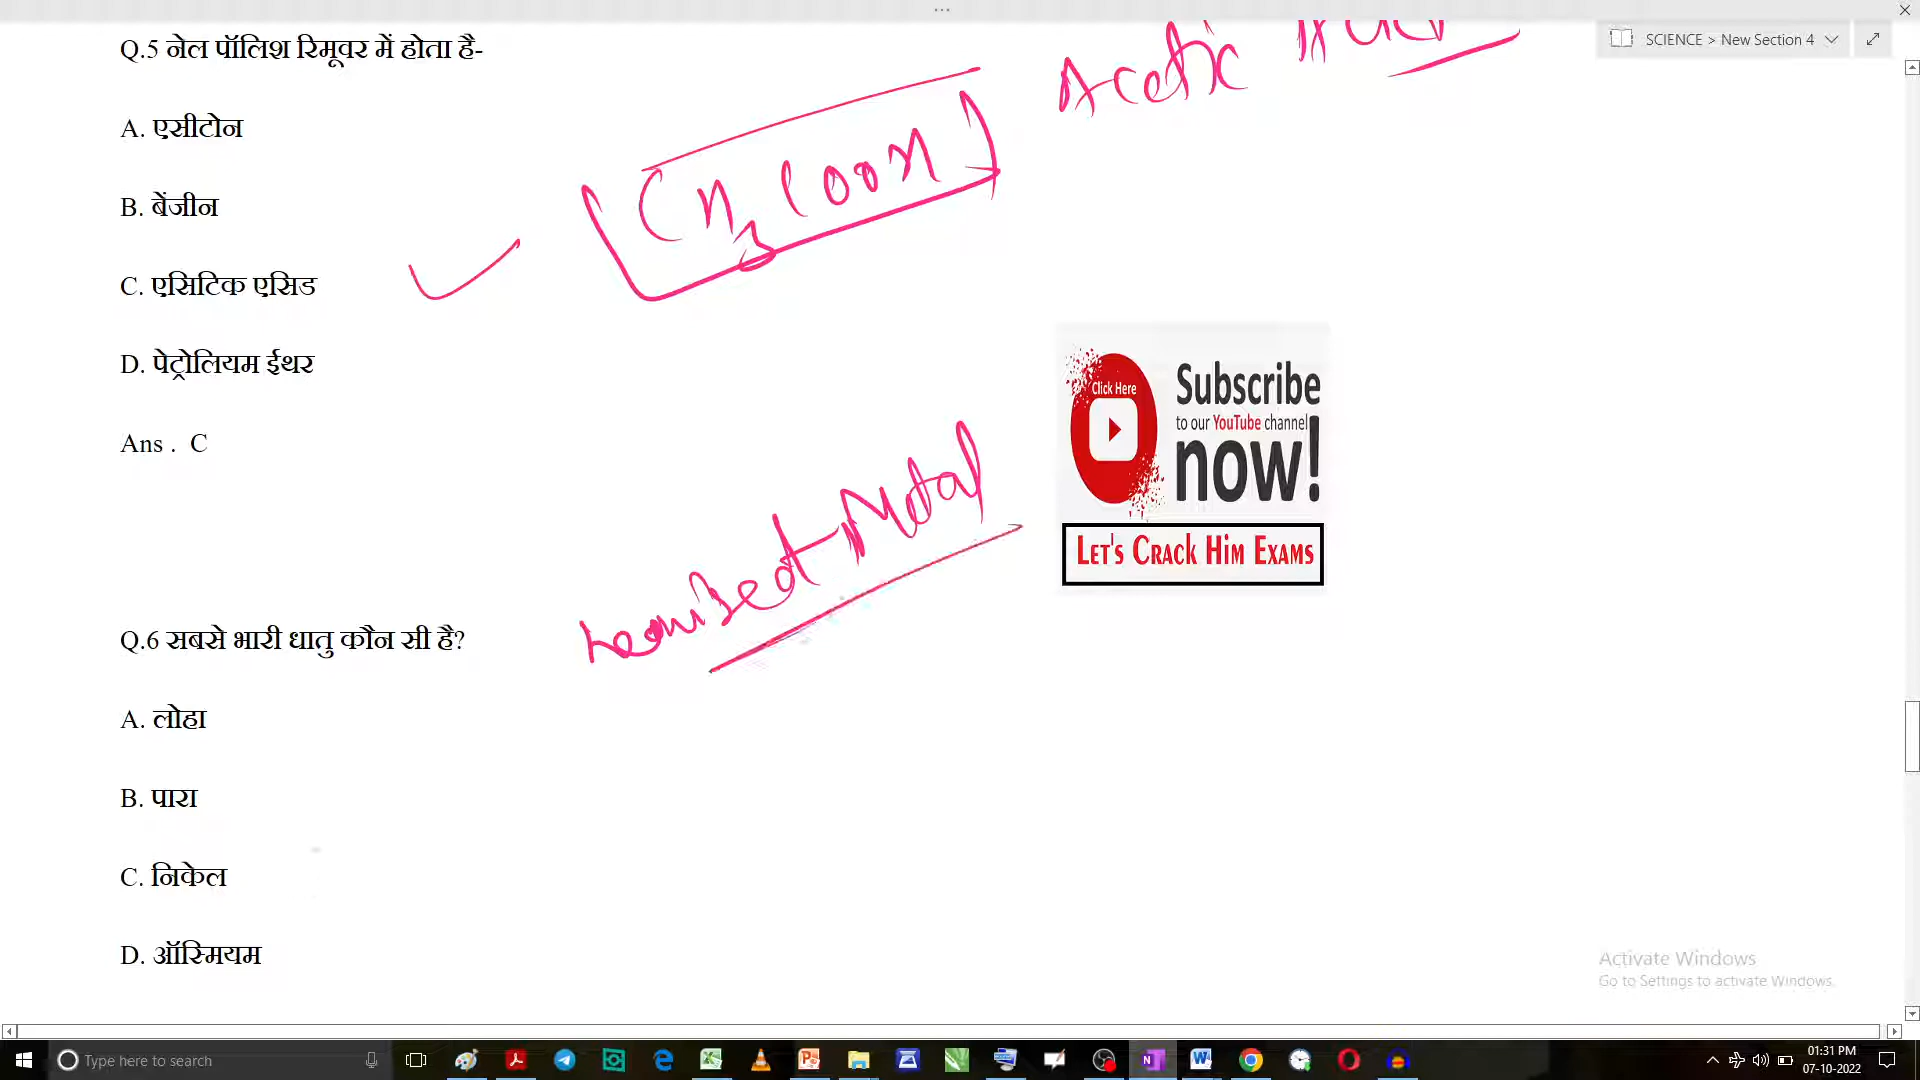 ...
Q.5 नेल पॉलिश रिमूवर में होता है-
SCIENCE > New Section 4
Acetic
A. एसीटोन
CH3COOH
B. बेंजीन
C. एसिटिक एसिड
D. पेट्रोलियम ईथर
Click Here
Subscribe
to our YouTube channel
now!
Ans . C
LET'S CRACK HIM EXAMS
Metal
Q.6 सबसे भारी धातु कौन सी है?
A. लोहा
B. पारा
C. निकेल
D. ऑस्मियम
Activate Windows
Go to Settings to activate Windows.
Type here to search
01:31 PM
07-10-2022